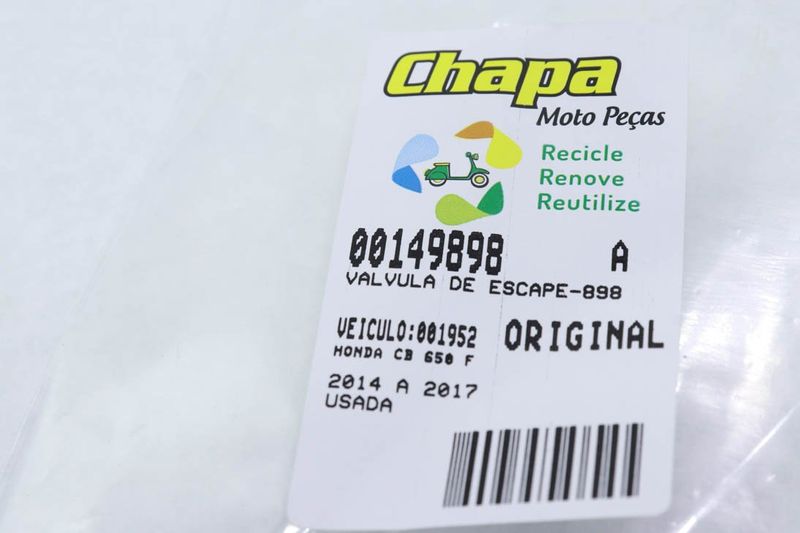 Chapa
Moto Peças
Recicle
Renove
Reutilize
00149898 A
VALVULA DE ESCAPE-898
VEICULO:001952 ORIGINAL
HONDA CB 650 F
2014 A 2017
USADA